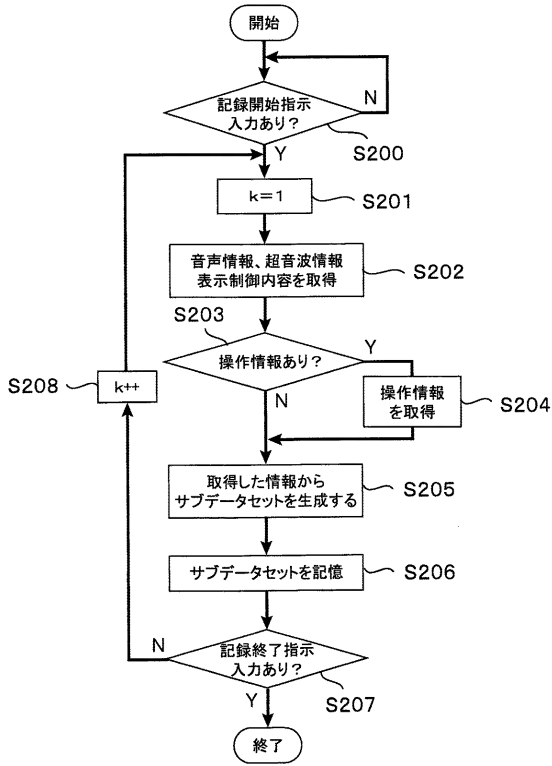 開始
記録開始指示
入力あり？
N
S200
Y
k＝1
S201
音声情報、超音波情報
表示制御内容を取得
S202
S203
操作情報あり？
Y
操作情報
を取得
S204
N
S208
k++
取得した情報から
サブデータセットを生成する
S205
サブデータセットを記憶
S206
N
記録終了指示
入力あり？
S207
Y
終了